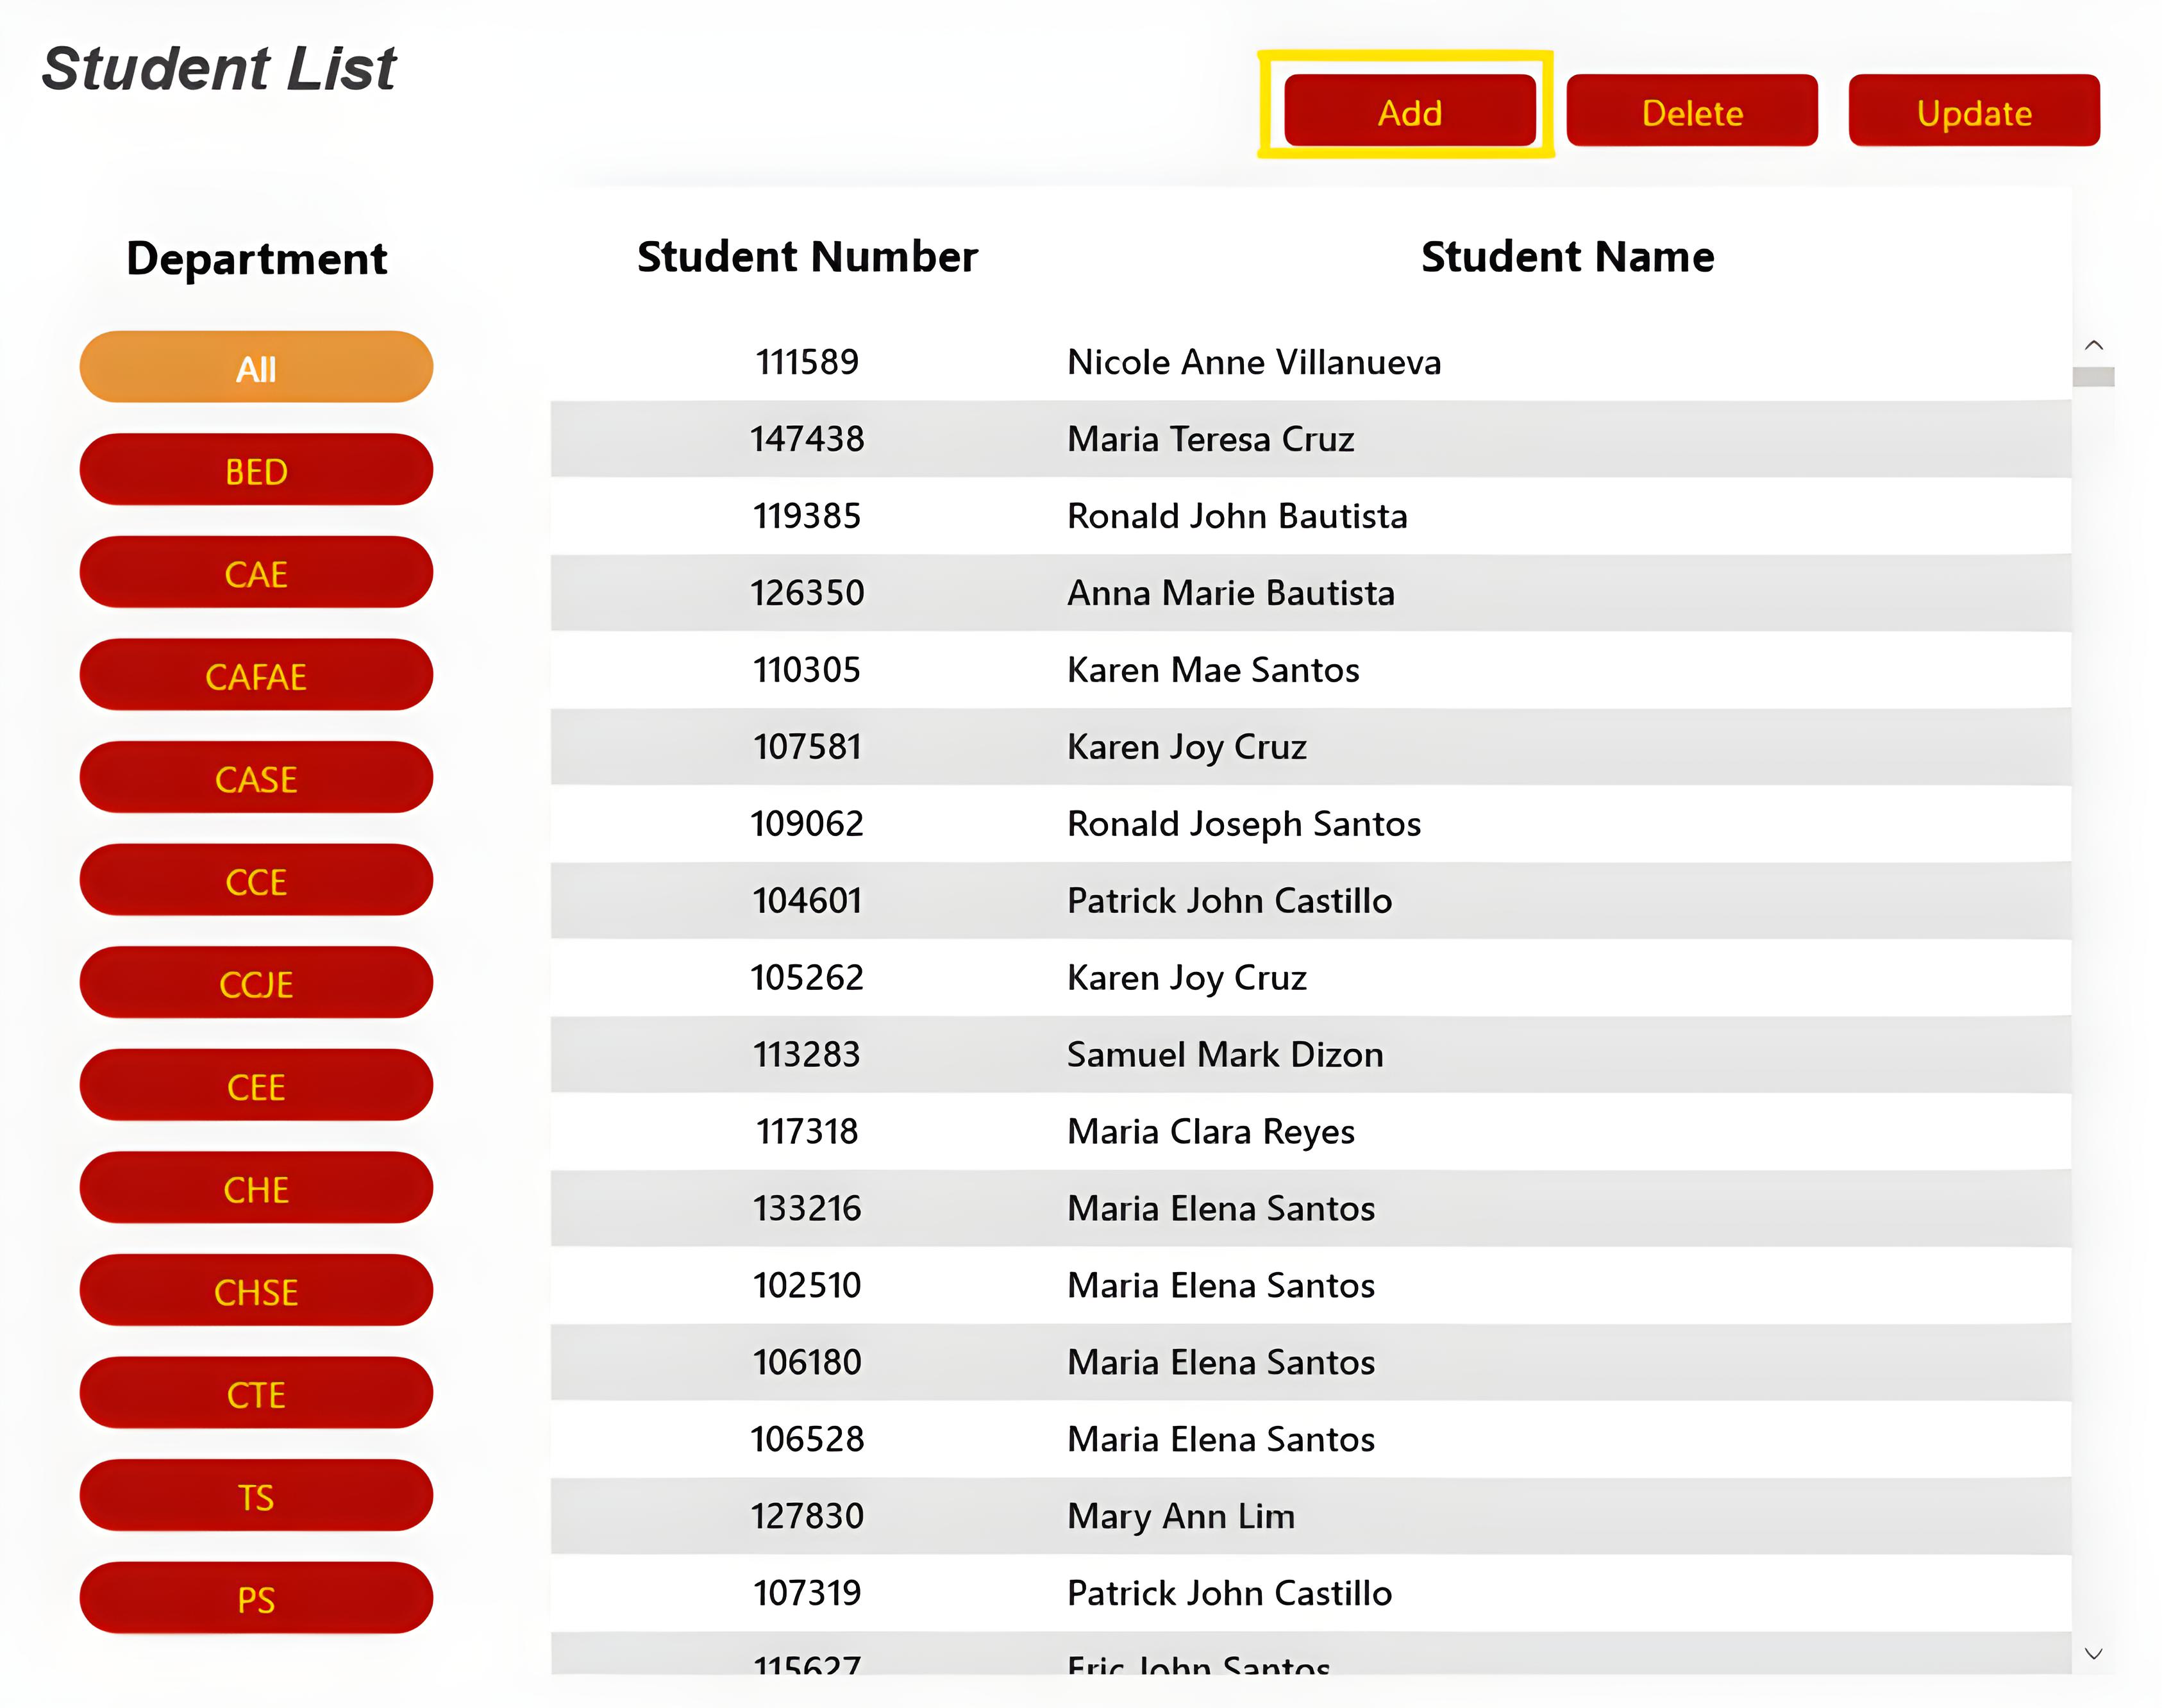 Student List
Add Delete Update
Department
All
BED
CAE
CAFAE
CASE
CCE
CCJE
CEE
CHE
CHSE
CTE
TS
PS
Student Number Student Name
111589 Nicole Anne Villanueva
147438 Maria Teresa Cruz
119385 Ronald John Bautista
126350 Anna Marie Bautista
110305 Karen Mae Santos
107581 Karen Joy Cruz
109062 Ronald Joseph Santos
104601 Patrick John Castillo
105262 Karen Joy Cruz
113283 Samuel Mark Dizon
117318 Maria Clara Reyes
133216 Maria Elena Santos
102510 Maria Elena Santos
106180 Maria Elena Santos
106528 Maria Elena Santos
127830 Mary Ann Lim
107319 Patrick John Castillo
115627 Eric John Santos